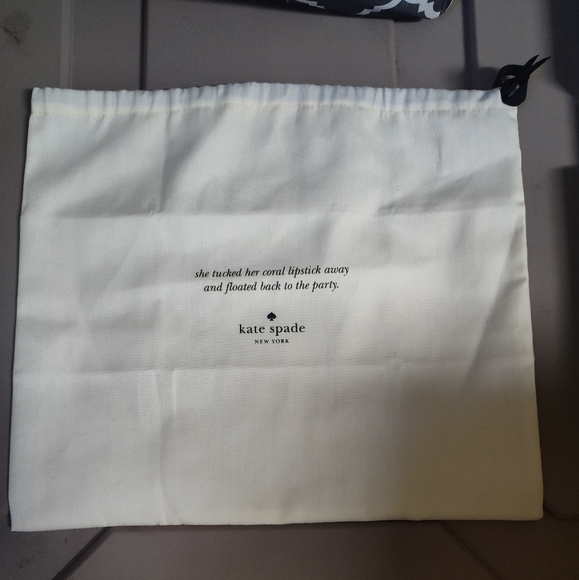 she tucked her coral lipstick away
and floated back to the party.
kate spade
NEW YORK